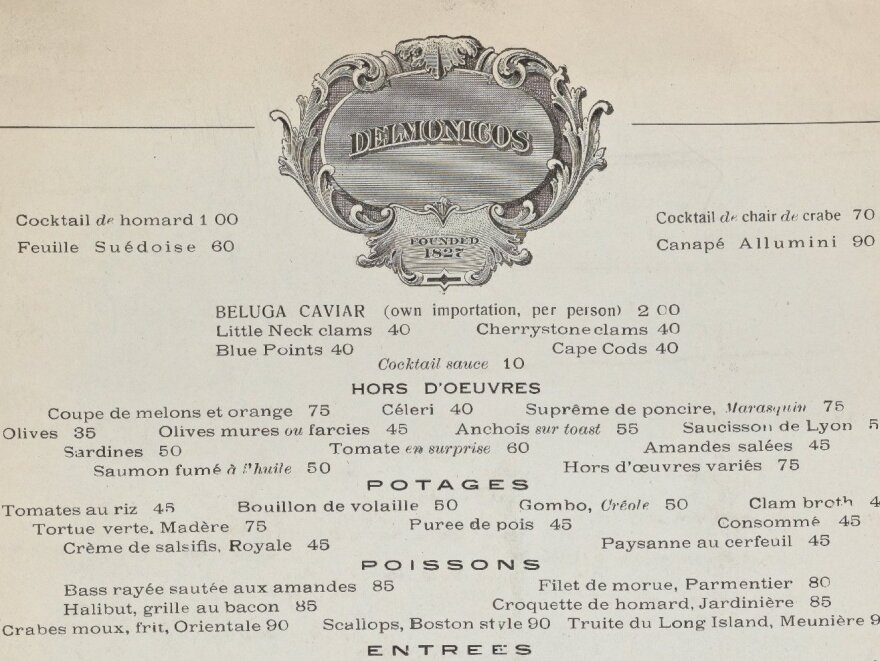 DELMONICOS
FOUNDED
1827
Cocktail de homard 1 00 Cocktail de chair de crabe 70
Feuille Suédoise 60 Canapé Allumini 90
BELUGA CAVIAR (own importation, per person) 2 00
Little Neck clams 40 Cherrystone clams 40
Blue Points 40 Cape Cods 40
Cocktail sauce 10
HORS D'OEUVRES
Coupe de melons et orange 75 Céleri 40 Suprême de poncire, Marasquin 75
Olives 35 Olives mures ou farcies 45 Anchois sur toast 55 Saucisson de Lyon
Sardines 50 Tomate en surprise 60 Amandes salées 45
Saumon fumé à l'huile 50 Hors d'œuvres variés 75
POTAGES
Tomates au riz 45 Bouillon de volaille 50 Gombo, Créole 50 Clam broth
Tortue verte, Madère 75 Puree de pois 45 Consommé 45
Crème de salsifis, Royale 45 Paysanne au cerfeuil 45
POISSONS
Bass rayée sautée aux amandes 85 Filet de morue, Parmentier 80
Halibut, grille au bacon 85 Croquette de homard, Jardinière 85
Crabes moux, frit, Orientale 90 Scallops, Boston style 90 Truite du Long Island, Meunière
ENTREES